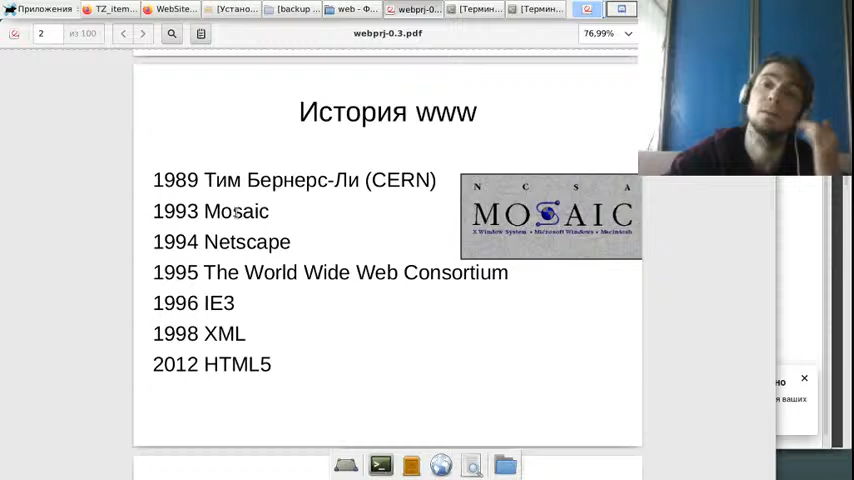 Приложения
TZ_item...
WebSite...
[Устано...
[backup ...
web - Ф...
webprj-0...
[Термин...
[Термин...
2
из 100
webprj-0.3.pdf
76,99%
История www
1989 Тим Бернерс-Ли (CERN)
1993 Mosaic
1994 Netscape
1995 The World Wide Web Consortium
1996 IE3
1998 XML
2012 HTML5
N C S A
MOSAIC
X Window System • Microsoft Windows • Macintosh
но
я ваших